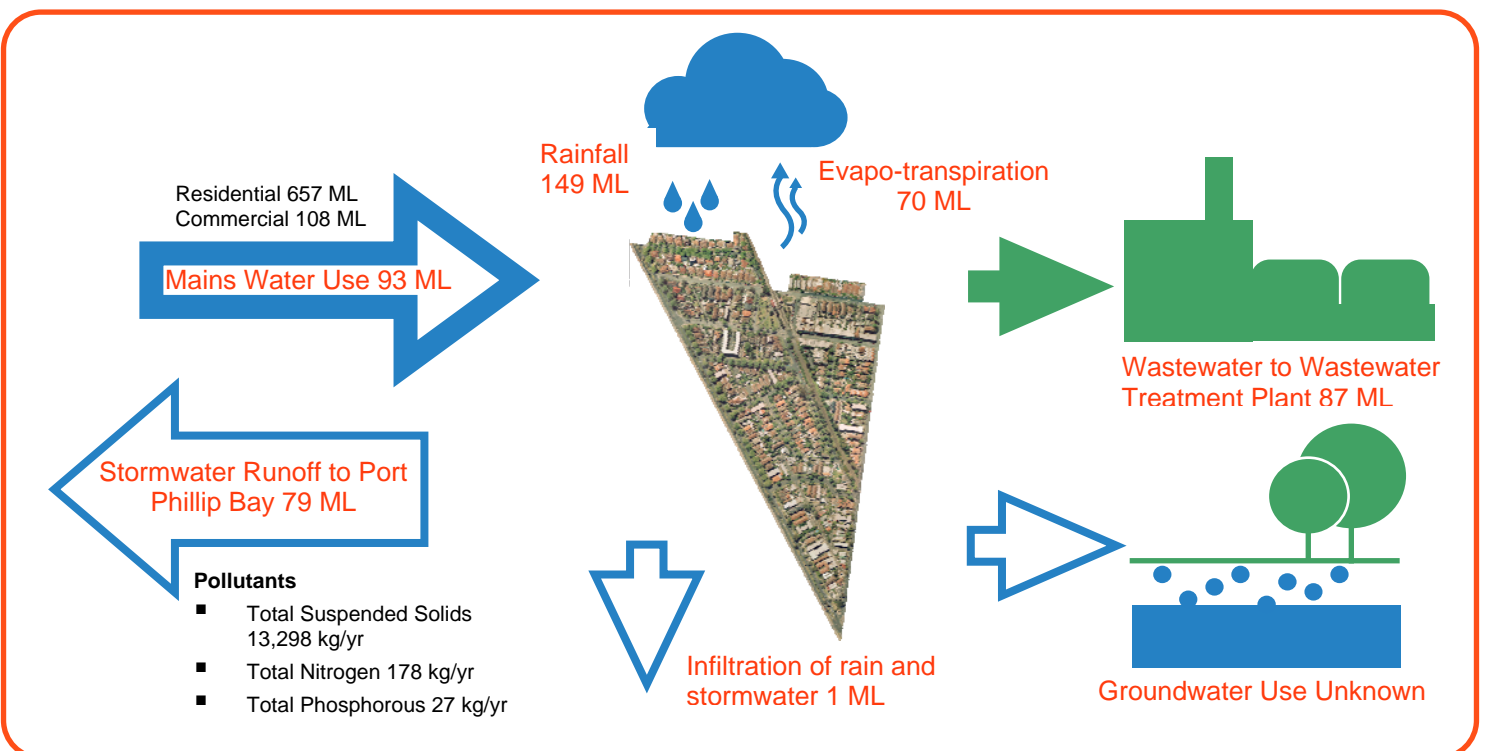 Rainfall
149 ML
Evapo-transpiration
70 ML
Residential 657 ML
Commercial 108 ML
Mains Water Use 93 ML
Wastewater to Wastewater
Treatment Plant 87 ML
Stormwater Runoff to Port
Phillip Bay 79 ML
Pollutants
▪ Total Suspended Solids
13,298 kg/yr
▪ Total Nitrogen 178 kg/yr
▪ Total Phosphorous 27 kg/yr
Infiltration of rain and
stormwater 1 ML
Groundwater Use Unknown